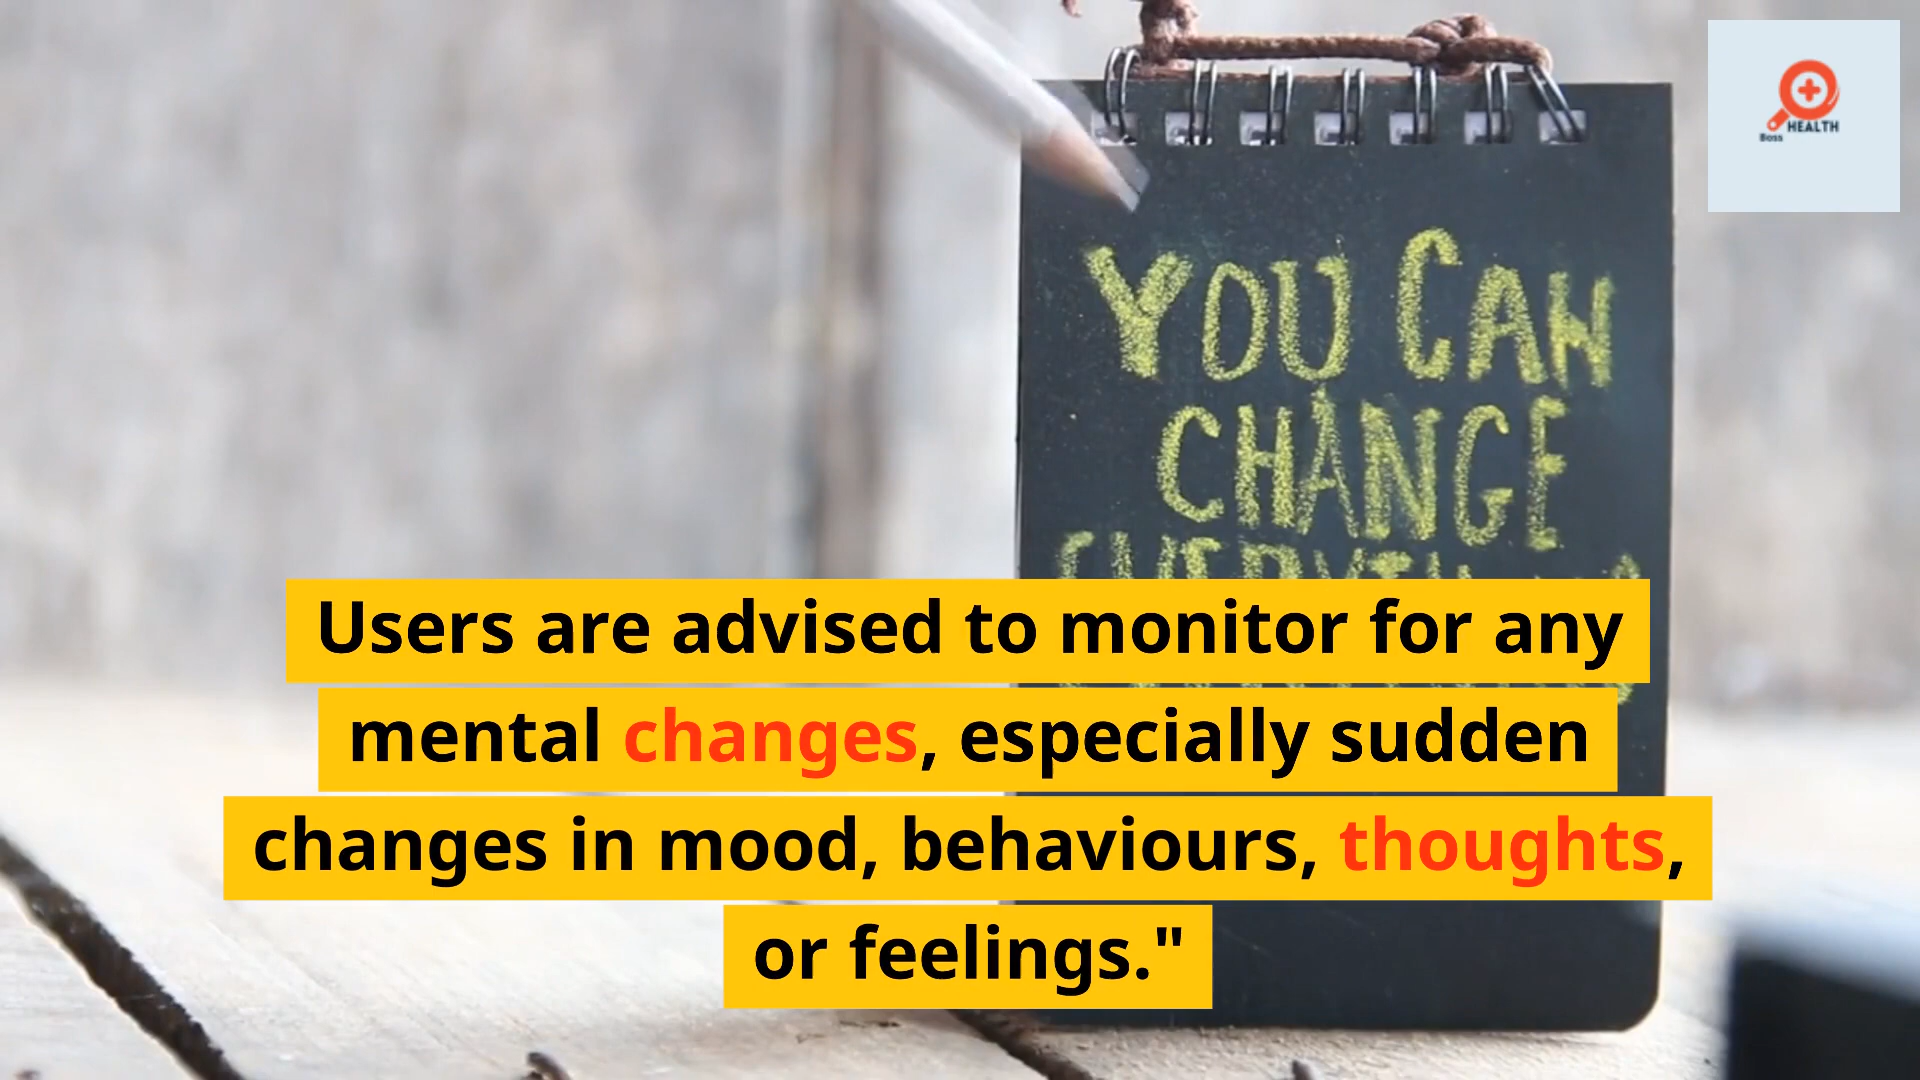 Boss HEALTH
YOU CAN
CHANGE
Users are advised to monitor for any
mental changes, especially sudden
changes in mood, behaviours, thoughts,
or feelings."